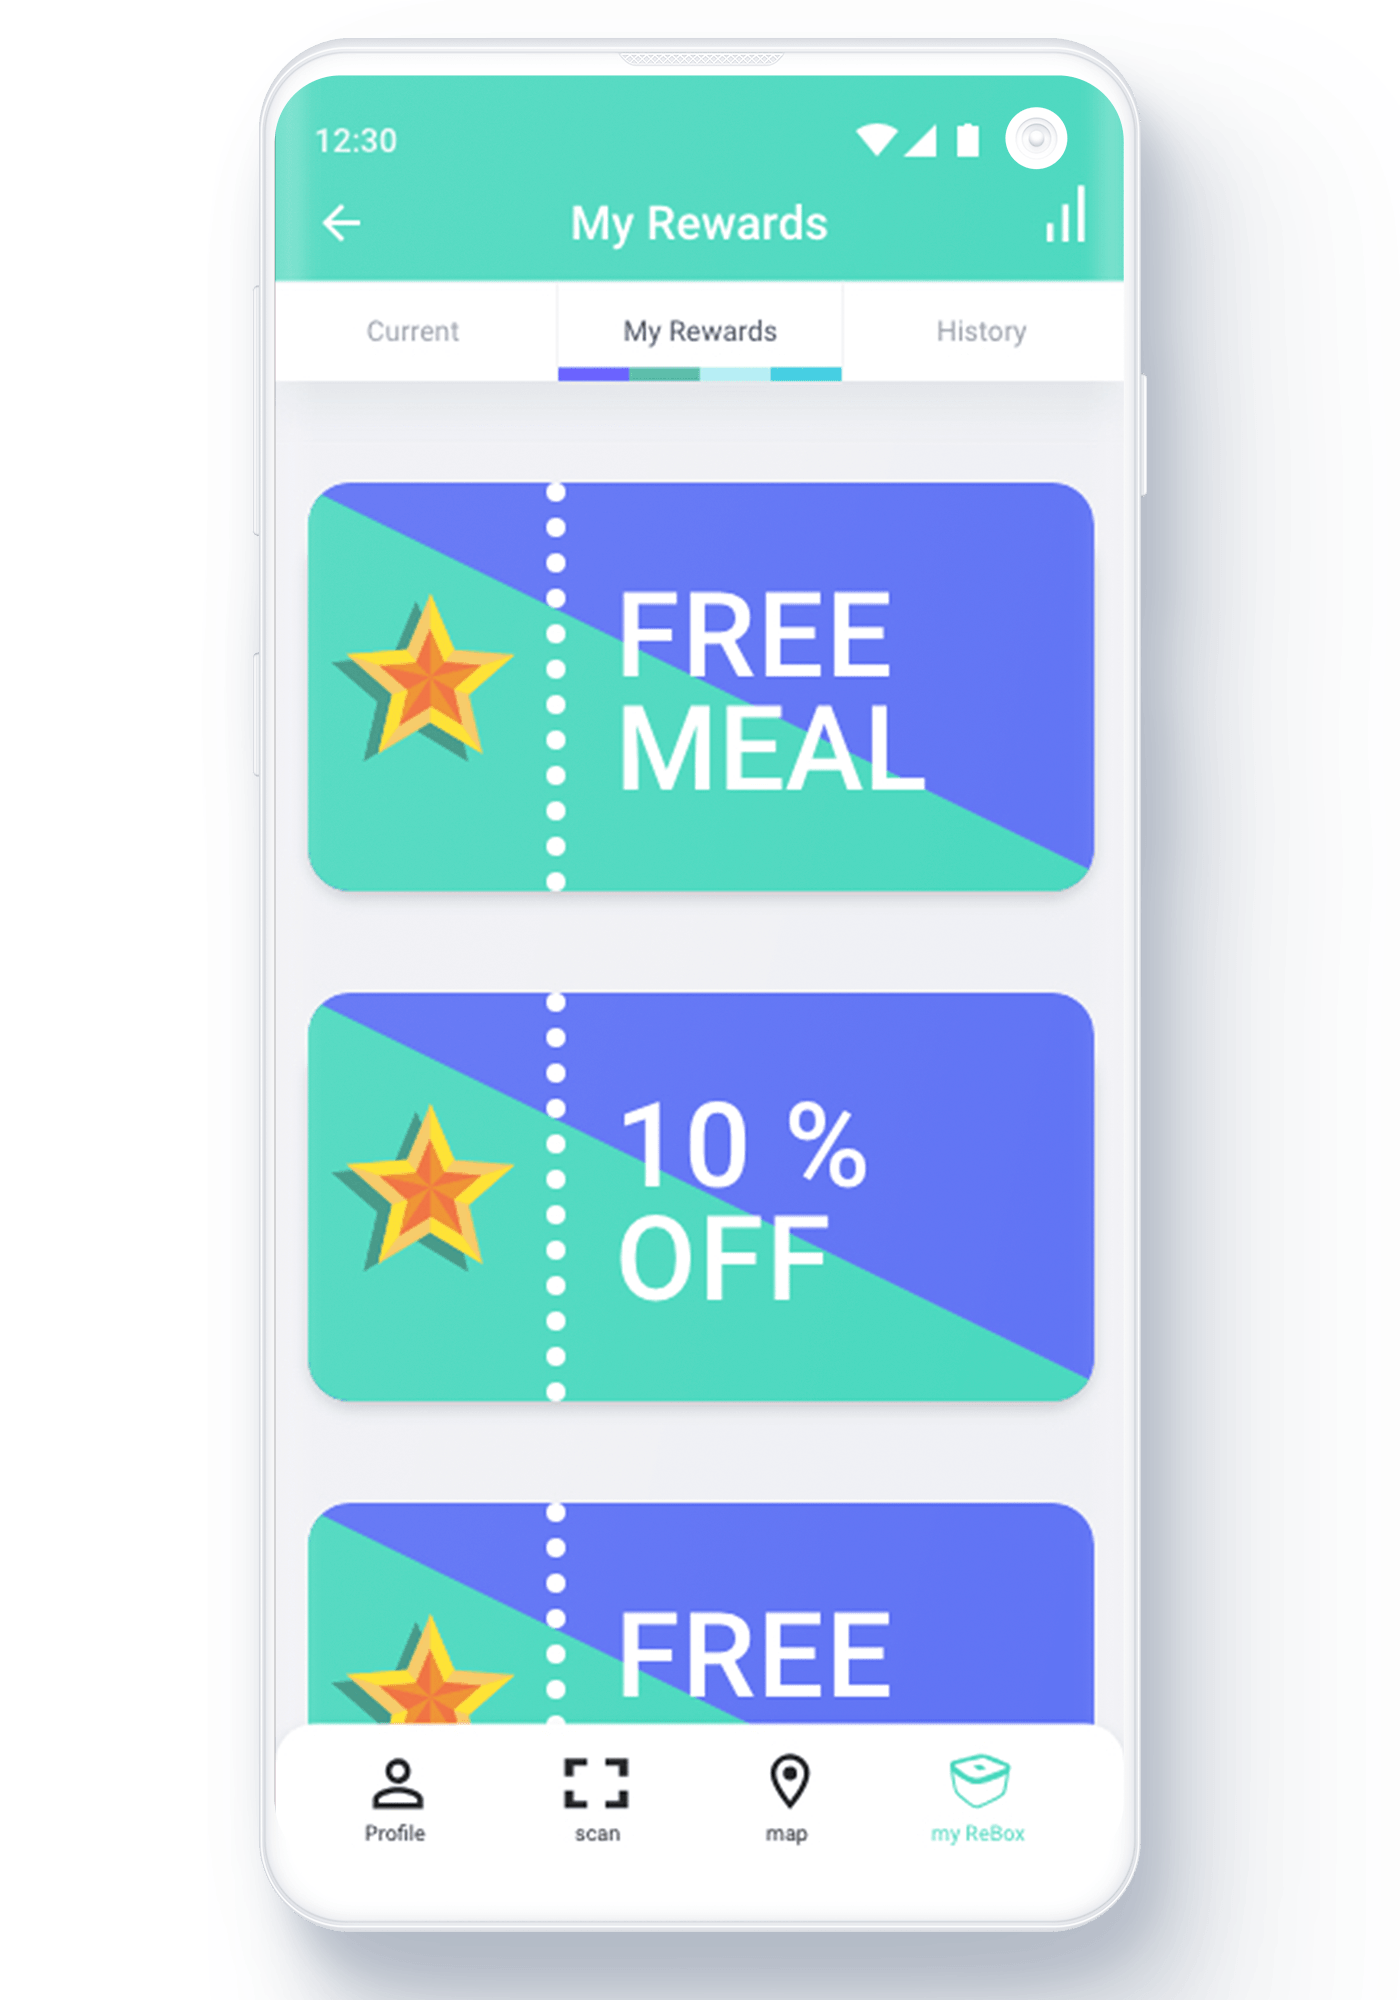 12:30
My Rewards
Current
My Rewards
History
FREE
MEAL
10 %
OFF
FREE
Profile
scan
map
my ReBox